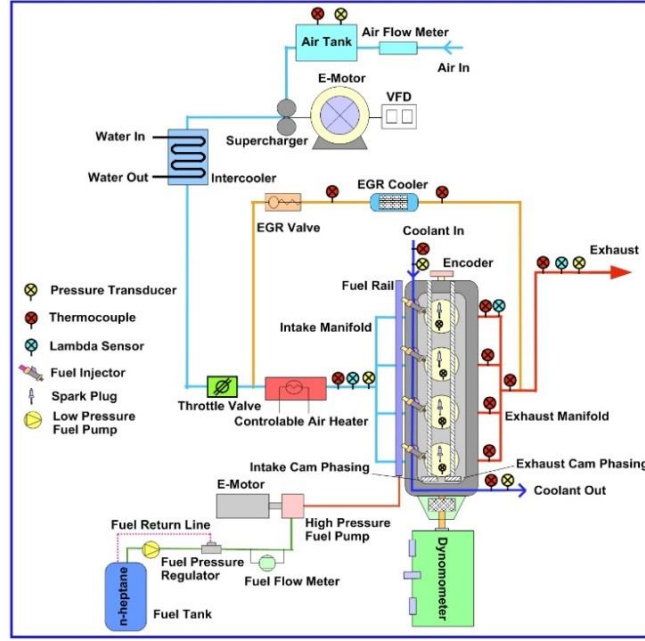 Air Tank
Air Flow Meter
Air In
E-Motor
VFD
Supercharger
Water In
Water Out
Intercooler
EGR Cooler
EGR Valve
Coolant In
Exhaust
Encoder
Fuel Rail
Pressure Transducer
Thermocouple
Lambda Sensor
Fuel Injector
Spark Plug
Low Pressure
Fuel Pump
Intake Manifold
Throttle Valve
Controlable Air Heater
Exhaust Manifold
Intake Cam Phasing
Exhaust Cam Phasing
Coolant Out
E-Motor
High Pressure
Fuel Pump
Fuel Return Line
Fuel Pressure
Regulator
Fuel Flow Meter
n-heptane
Fuel Tank
Dynomometer